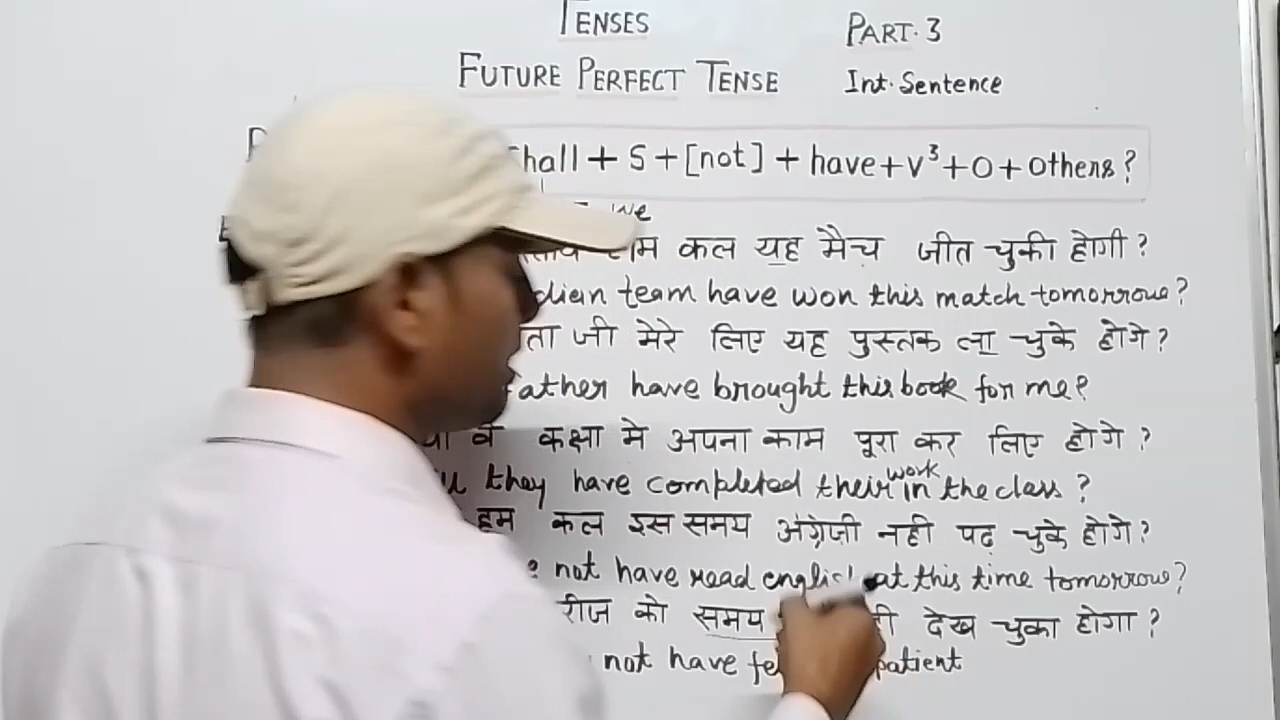 TENSES
PART. 3
FUTURE PERFECT TENSE
Int. Sentence
hall + S + [not] + have + V³ + O + Others ?
we
कल यह मैच जीत चुकी होगी ?
dian team have won this match tomorrow ?
ता जी मेरे लिए यह पुस्तक ला चुके होगे ?
ather have brought this book for me ?
वे कक्षा मे अपना काम पूरा कर लिए होगे ?
they have completed their work in the class ?
हम कल इस समय अंग्रेज़ी नही पढ़ चुके होगे ?
not have read english at this time tomorrow ?
रीज को समय देख चुका होगा ?
not have patient